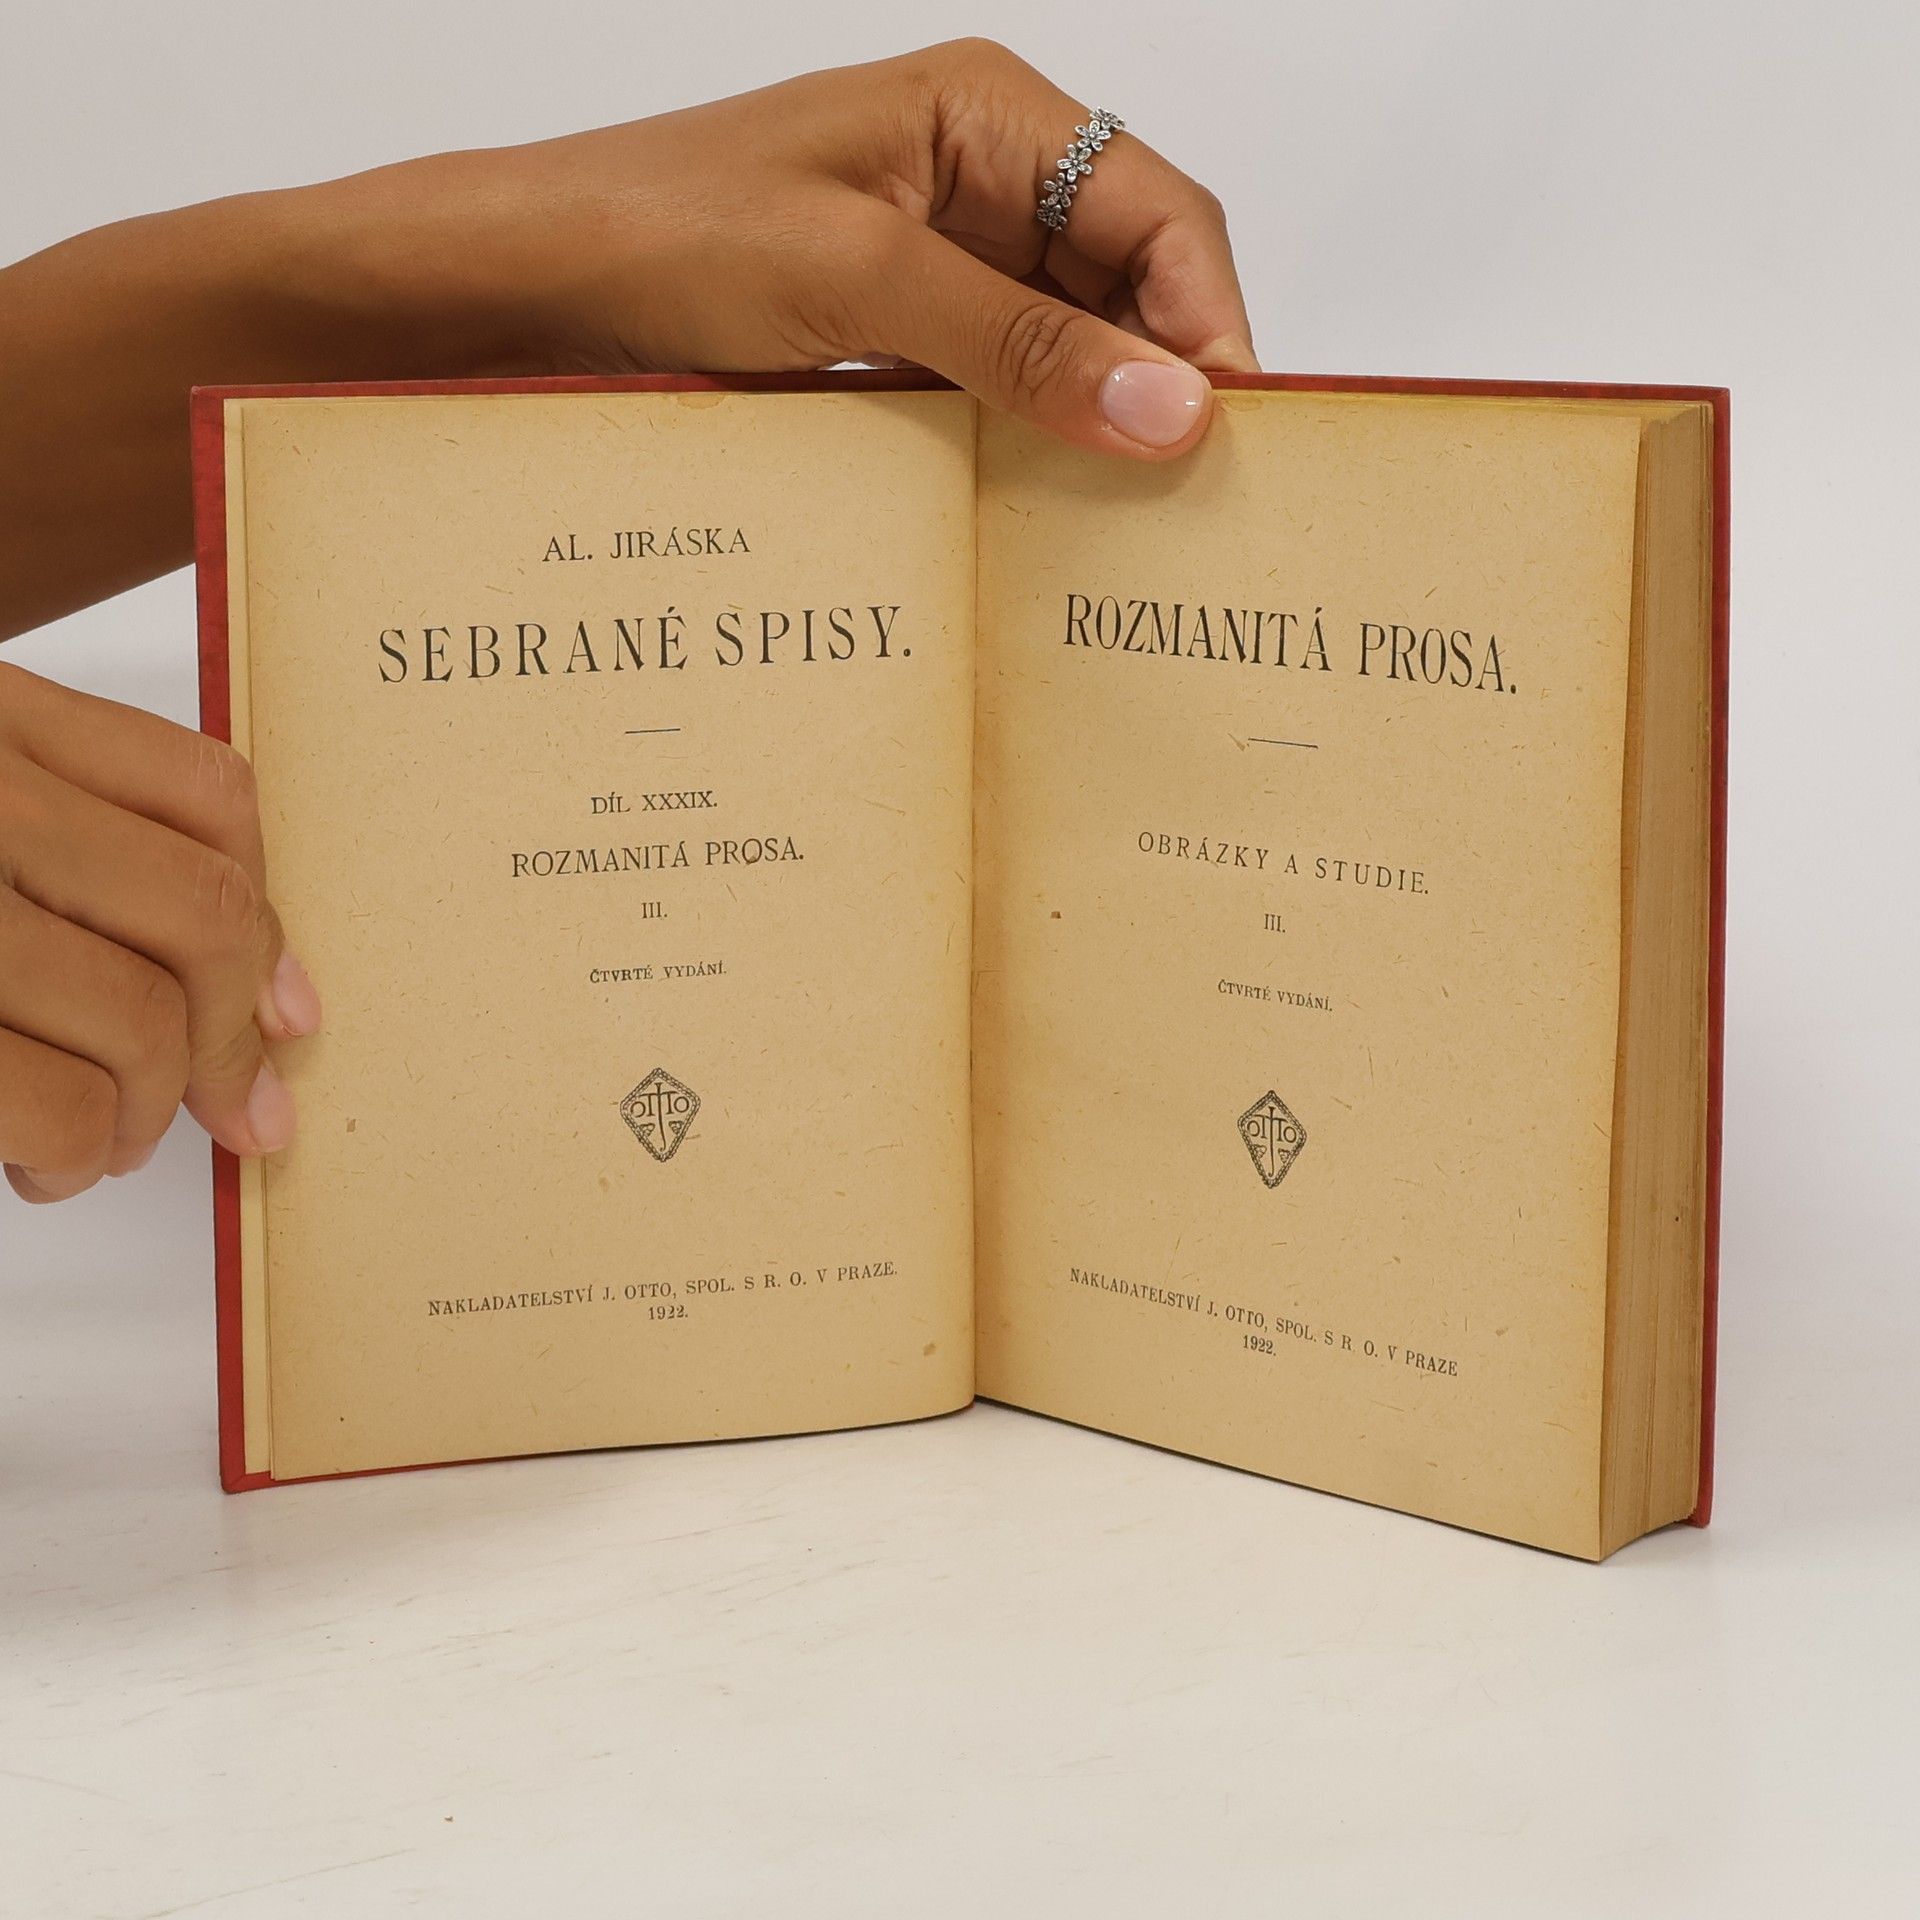 AL. JIRÁSKA
SEBRANÉ SPISY.
DÍL XXXIX.
ROZMANITÁ PROSA.
III.
ČTVRTÉ VYDÁNÍ.
OTTO
NAKLADATELSTVÍ J. OTTO, SPOL. S R. O. V PRAZE.
1922.
ROZMANITÁ PROSA.
OBRÁZKY A STUDIE.
III.
ČTVRTÉ VYDÁNÍ.
OTTO
NAKLADATELSTVÍ J. OTTO, SPOL. S R. O. V PRAZE
1922.